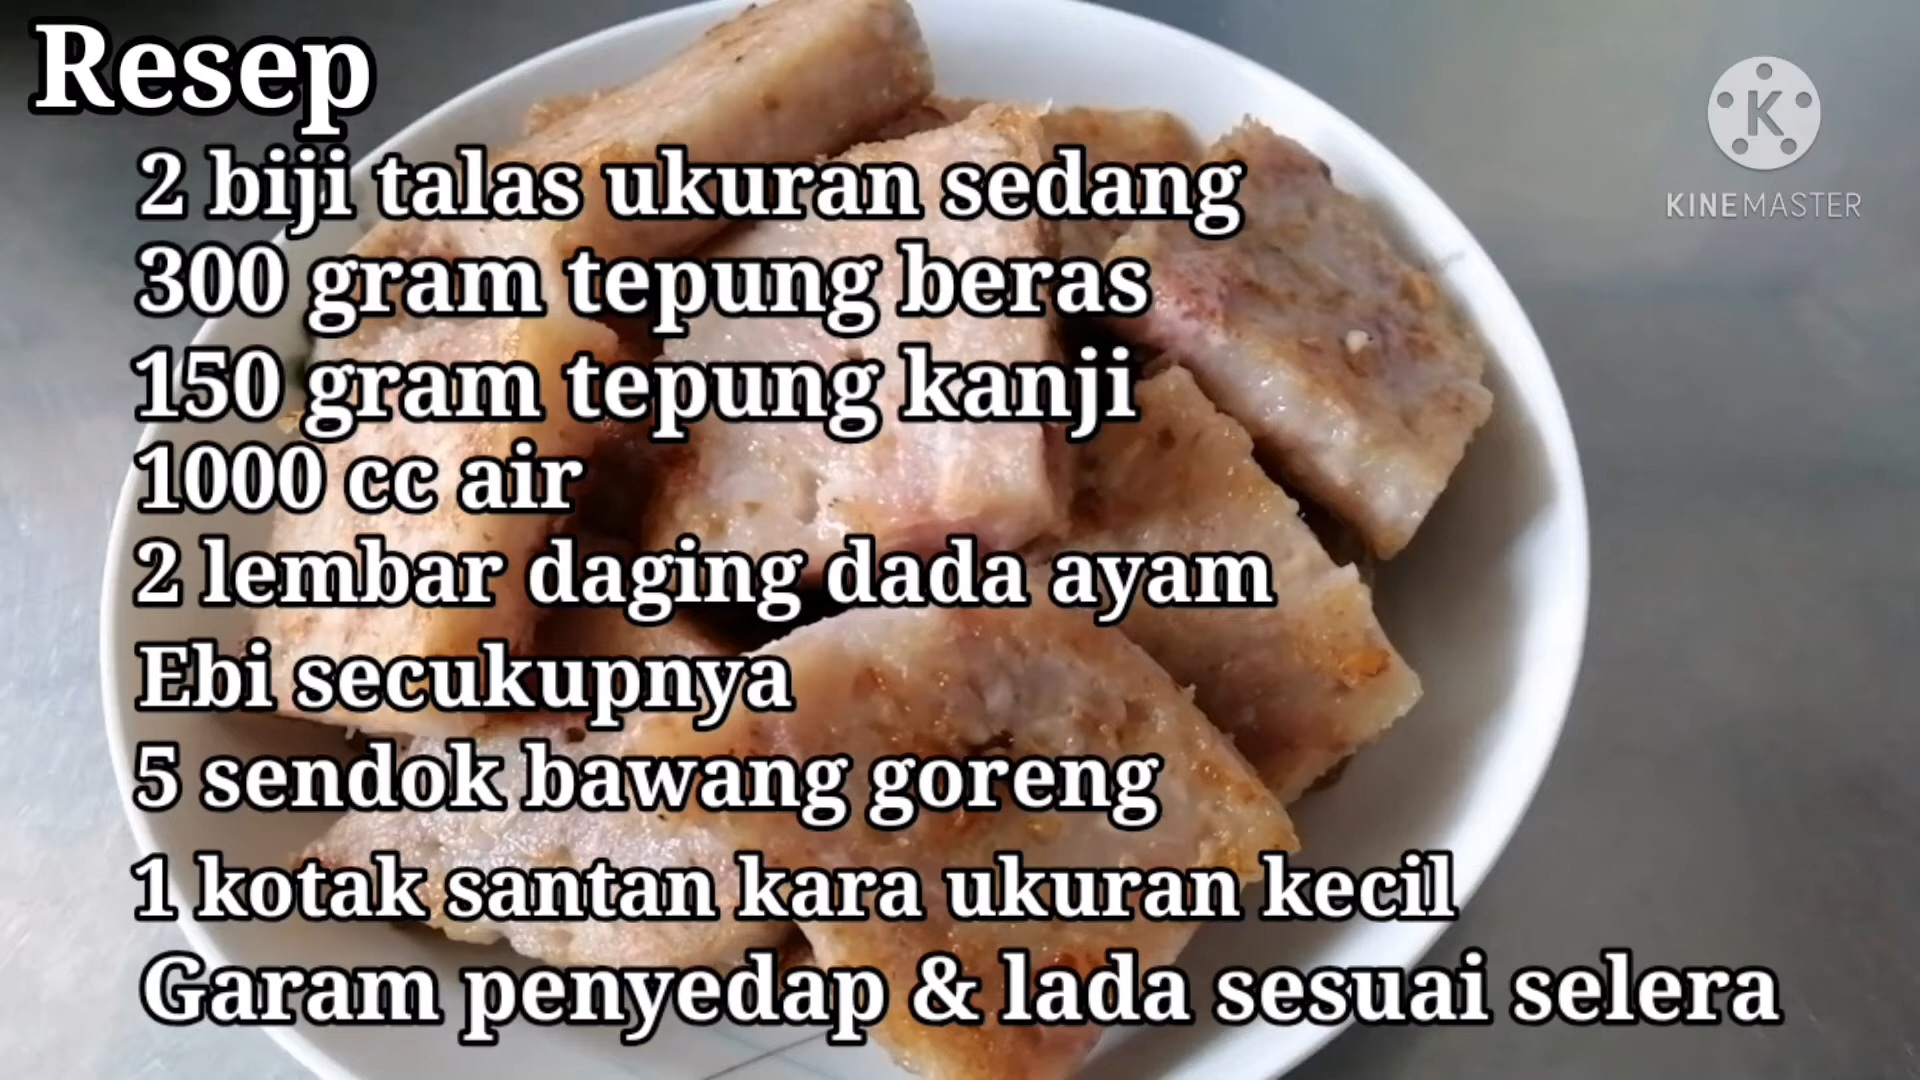 Resep
2 biji talas ukuran sedang
300 gram tepung beras
150 gram tepung kanji
1000 cc air
2 lembar daging dada ayam
Ebi secukupnya
5 sendok bawang goreng
1 kotak santan kara ukuran kecil
Garam penyedap & lada sesuai selera
K
KINEMASTER